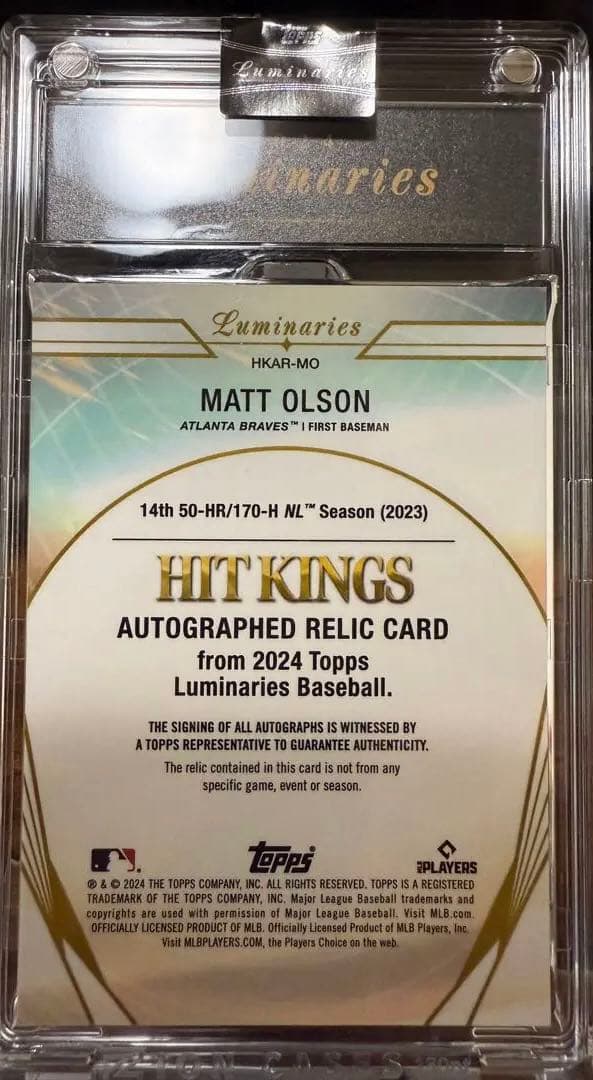 TOPPS
Luminaries
Luminaries
Luminaries
HKAR-MO
MATT OLSON
ATLANTA BRAVES™ | FIRST BASEMAN
14th 50-HR/170-H NL™ Season (2023)
HIT KINGS
AUTOGRAPHED RELIC CARD
from 2024 Topps
Luminaries Baseball.
THE SIGNING OF ALL AUTOGRAPHS IS WITNESSED BY
A TOPPS REPRESENTATIVE TO GUARANTEE AUTHENTICITY.
The relic contained in this card is not from any
specific game, event or season.
Topps
MLB PLAYERS
® & © 2024 THE TOPPS COMPANY, INC. ALL RIGHTS RESERVED. TOPPS IS A REGISTERED
TRADEMARK OF THE TOPPS COMPANY, INC. Major League Baseball trademarks and
copyrights are used with permission of Major League Baseball. Visit MLB.com.
OFFICIALLY LICENSED PRODUCT OF MLB. Officially Licensed Product of MLB Players, Inc.
Visit MLBPLAYERS.COM, the Players Choice on the web.
CASES